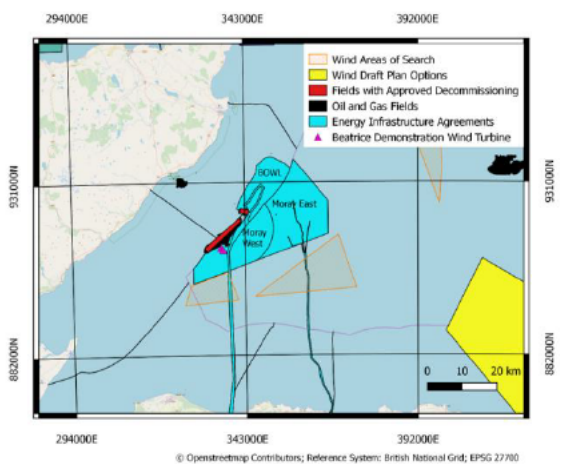 294000E 343000E 392000E
Wind Areas of Search
Wind Draft Plan Options
Fields with Approved Decommissioning
Oil and Gas Fields
Energy Infrastructure Agreements
Beatrice Demonstration Wind Turbine
931000N 931000N
BOWL
Moray East
Moray
West
882000N 882000N
0 10 20 km
294000E 343000E 392000E
© Openstreetmap Contributors; Reference System: British National Grid; EPSG 27700